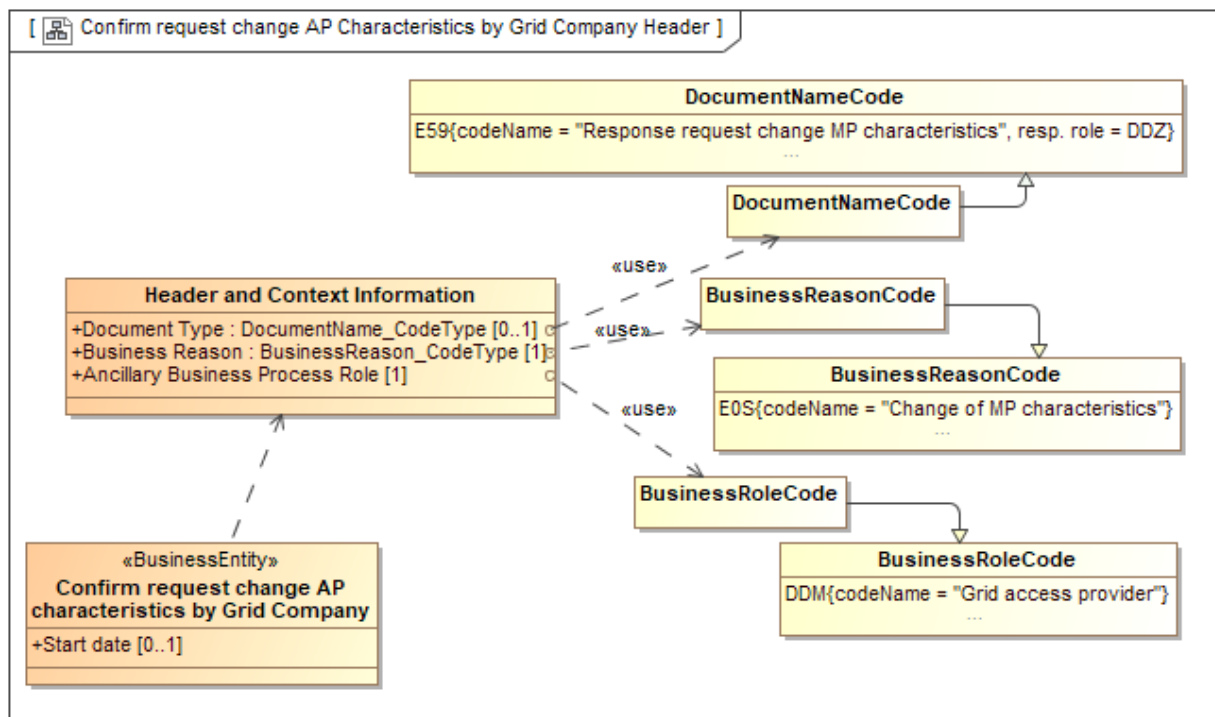 [ Confirm request change AP Characteristics by Grid Company Header ]
DocumentNameCode
E59{codeName = "Response request change MP characteristics", resp. role = DDZ}
...
DocumentNameCode
«use»
Header and Context Information
+Document Type : DocumentName_CodeType [0..1]
+Business Reason : BusinessReason_CodeType [1]
+Ancillary Business Process Role [1]
«use»
BusinessReasonCode
BusinessReasonCode
E0S{codeName = "Change of MP characteristics"}
...
«use»
BusinessRoleCode
BusinessRoleCode
DDM{codeName = "Grid access provider"}
...
«BusinessEntity»
Confirm request change AP
characteristics by Grid Company
+Start date [0..1]